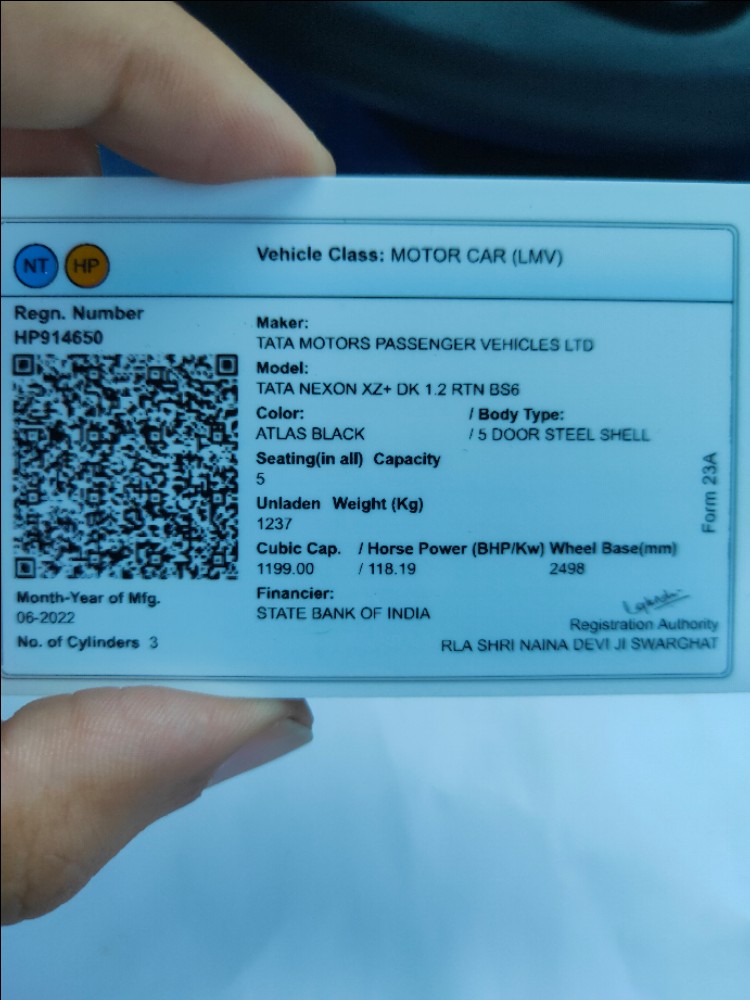 NT HP Vehicle Class: MOTOR CAR (LMV)
Regn. Number
HP914650
Maker:
TATA MOTORS PASSENGER VEHICLES LTD
Model:
TATA NEXON XZ+ DK 1.2 RTN BS6
Color: / Body Type:
ATLAS BLACK / 5 DOOR STEEL SHELL
Seating(in all) Capacity
5
Unladen Weight (Kg)
1237
Cubic Cap. / Horse Power (BHP/Kw) Wheel Base(mm)
1199.00 / 118.19 2498
Financier:
STATE BANK OF INDIA
Month-Year of Mfg.
06-2022
No. of Cylinders 3
Form 23A
Registration Authority
RLA SHRI NAINA DEVI JI SWARGHAT